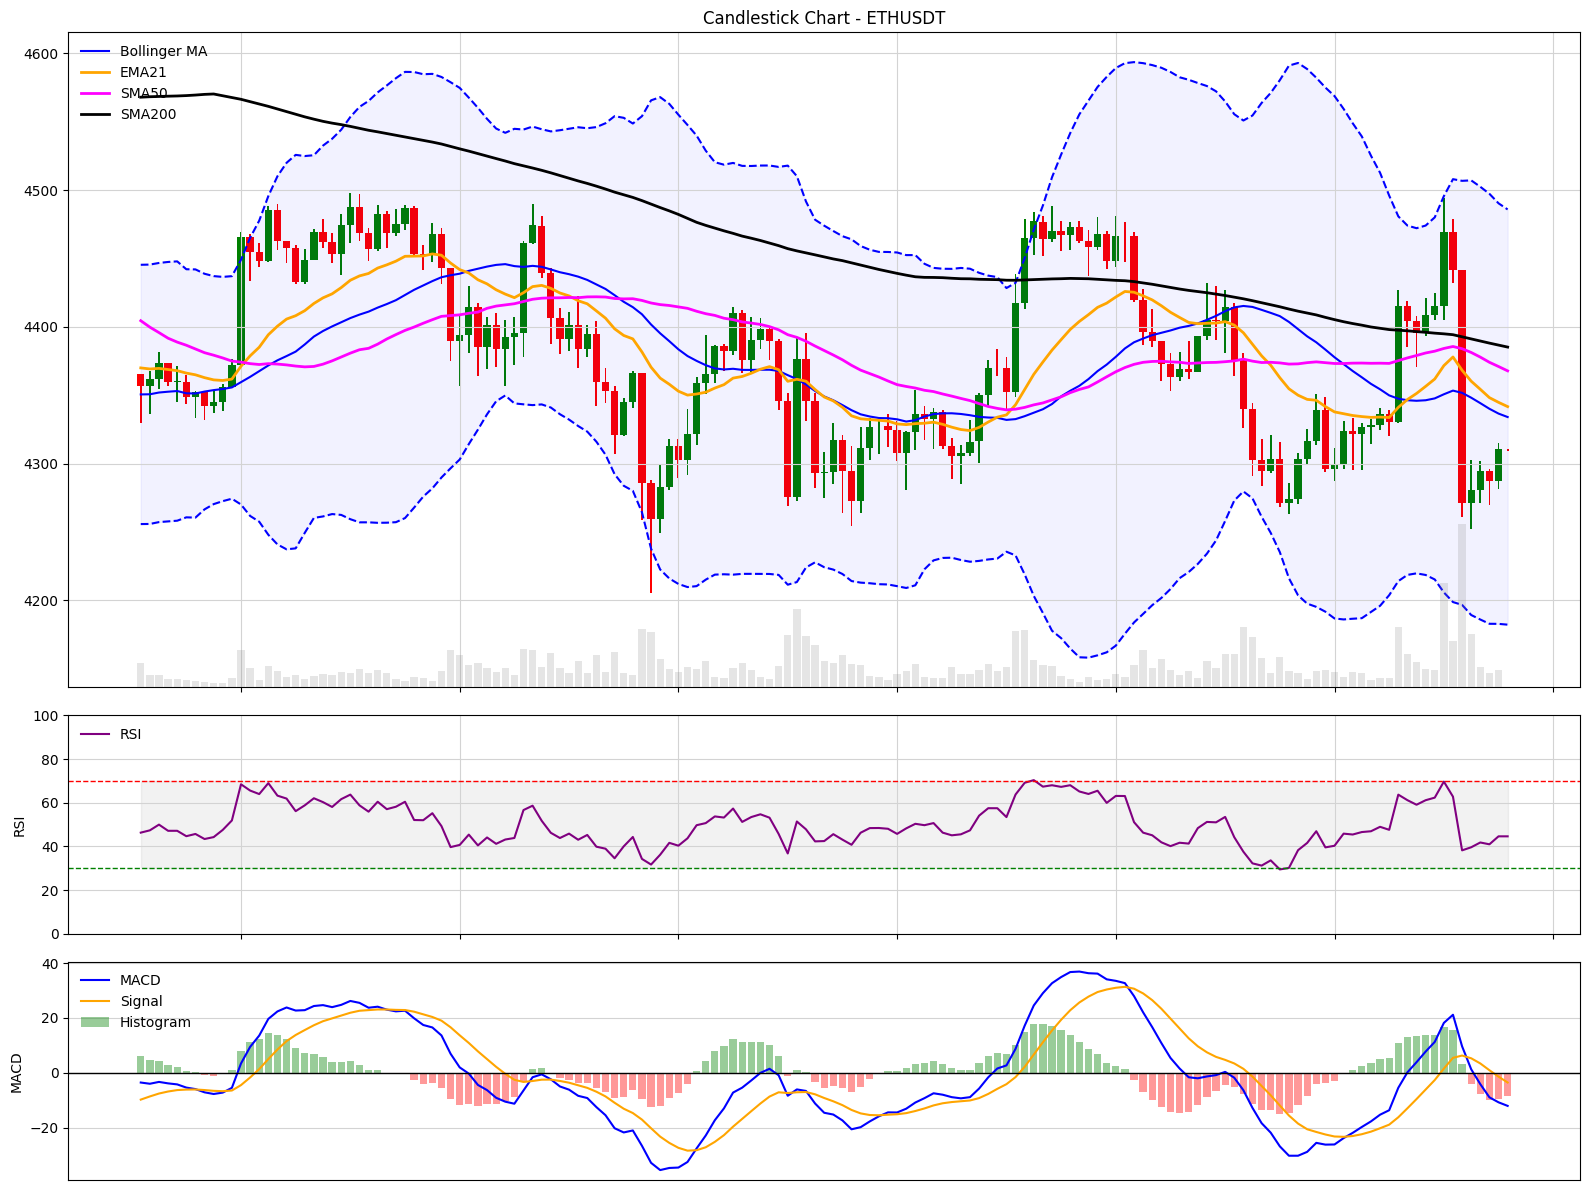 Candlestick Chart - ETHUSDT
4600
4500
4400
4300
4200
Bollinger MA
EMA21
SMA50
SMA200
100
80
60
40
20
0
RSI
RSI
40
20
0
−20
MACD
MACD
Signal
Histogram